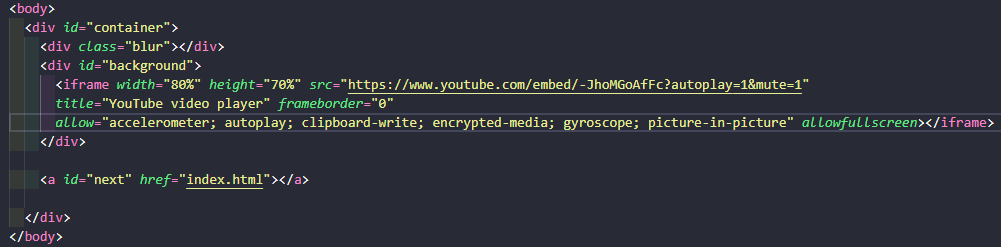 <body>
<div id="container">
<div class="blur"></div>
<div id="background">
<iframe width="80%" height="70%" src="https://www.youtube.com/embed/-JhoMGoAfFc?autoplay=1&mute=1"
title="YouTube video player" frameborder="0"
allow="accelerometer; autoplay; clipboard-write; encrypted-media; gyroscope; picture-in-picture" allowfullscreen></iframe>
</div>
<a id="next" href="index.html"></a>
</div>
</body>